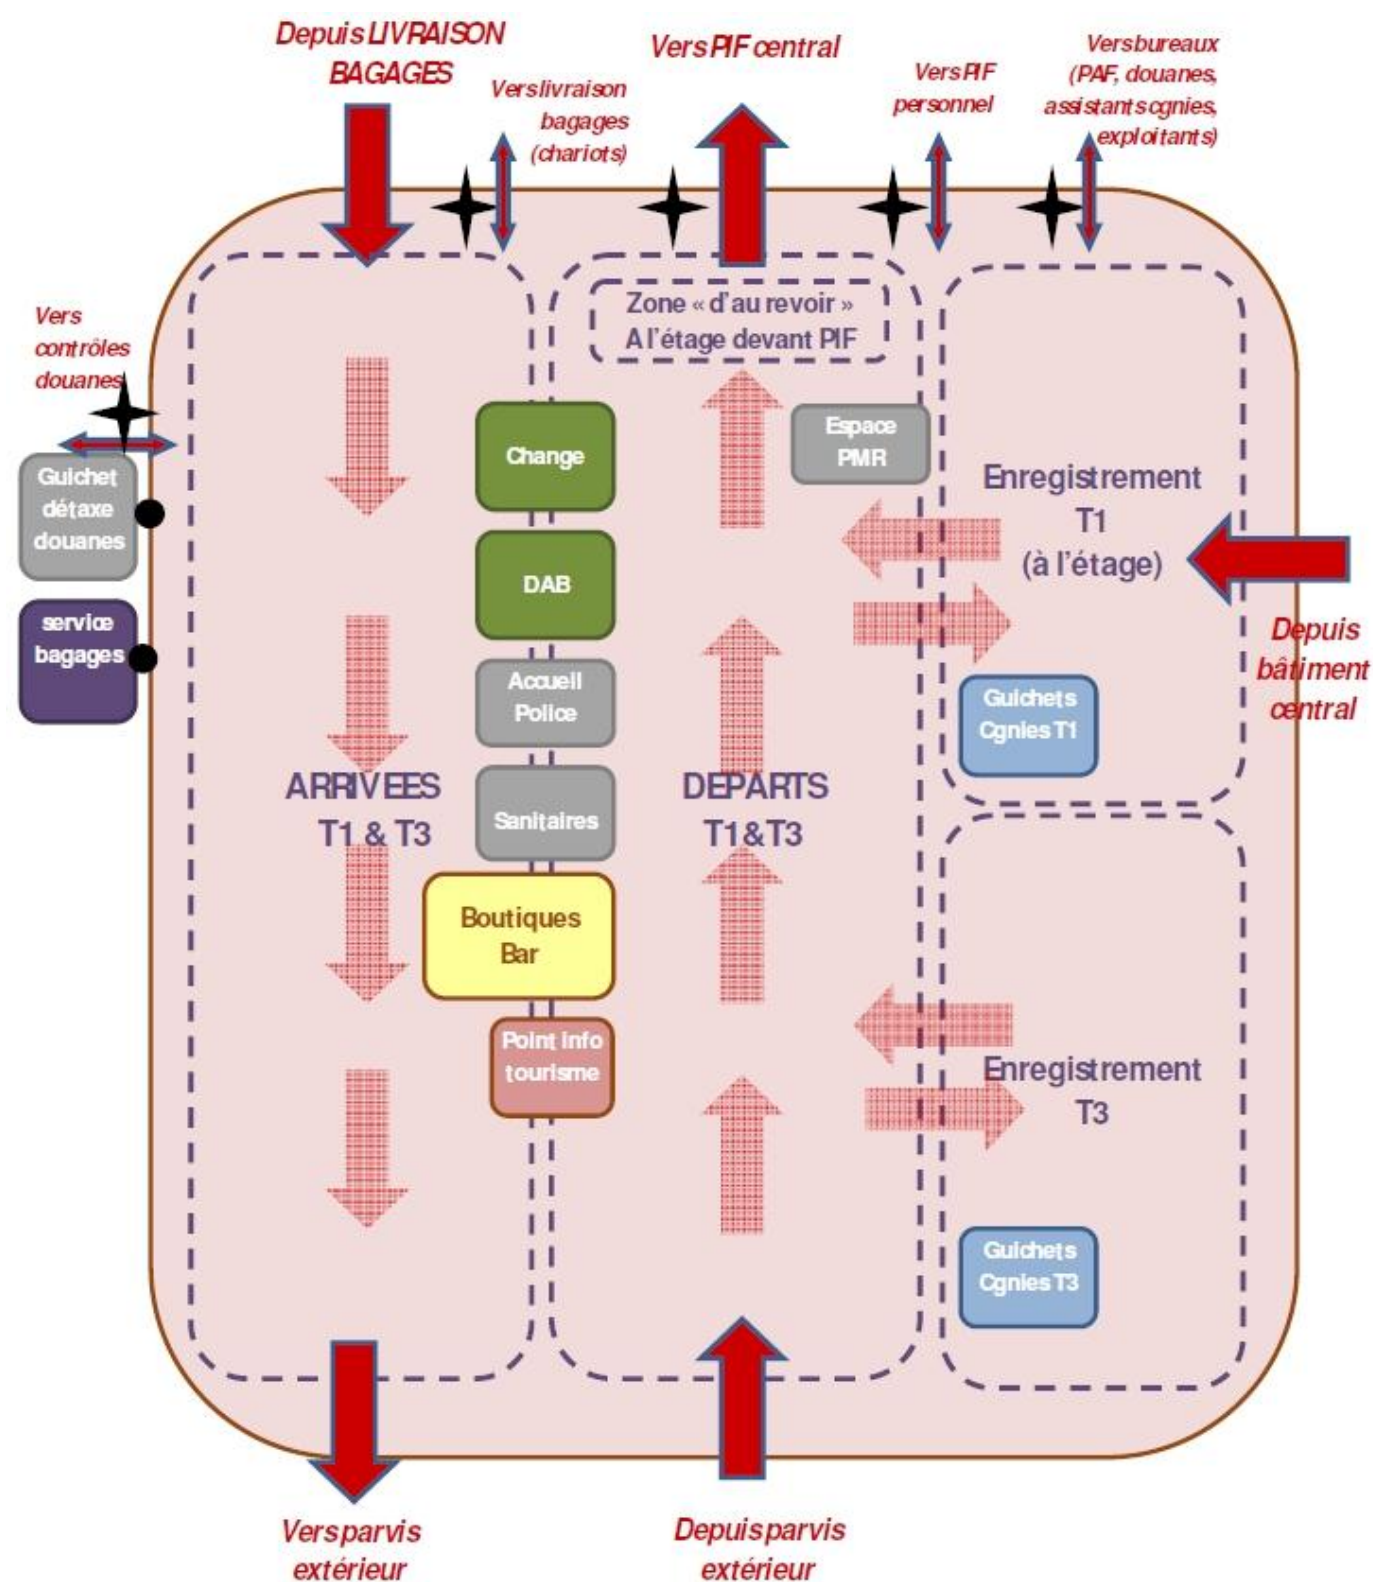 Depuis LIVRAISON
BAGAGES
Vers livraison
bagages
(chariots)
Vers PIF central
Vers PIF
personnel
Vers bureaux
(PAF, douanes,
assistants cgnies,
exploitants)
Vers
contrôles
douanes
Guichet
détaxe
douanes
service
bagages
Zone « d'au revoir »
A l'étage devant PIF
Change
DAB
Accueil
Police
Sanitaires
Boutiques
Bar
Point info
tourisme
Espace
PMR
ARRIVEES
T1 & T3
DEPARTS
T1&T3
Enregistrement
T1
(à l'étage)
Guichets
Cgnies T1
Depuis
bâtiment
central
Enregistrement
T3
Guichets
Cgnies T3
Vers parvis
extérieur
Depuis parvis
extérieur